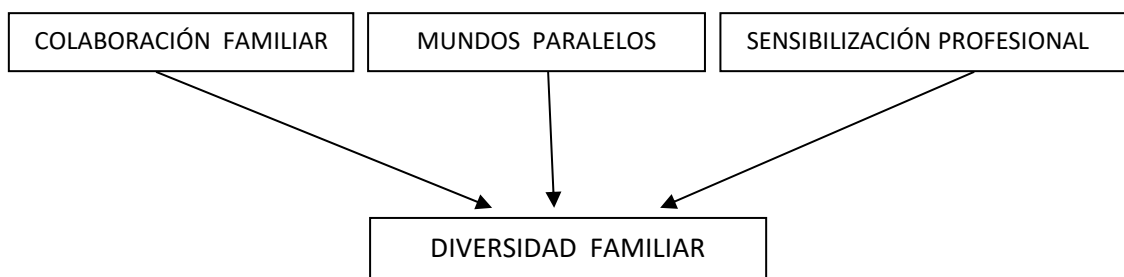 COLABORACIÓN FAMILIAR
MUNDOS PARALELOS
SENSIBILIZACIÓN PROFESIONAL
DIVERSIDAD FAMILIAR